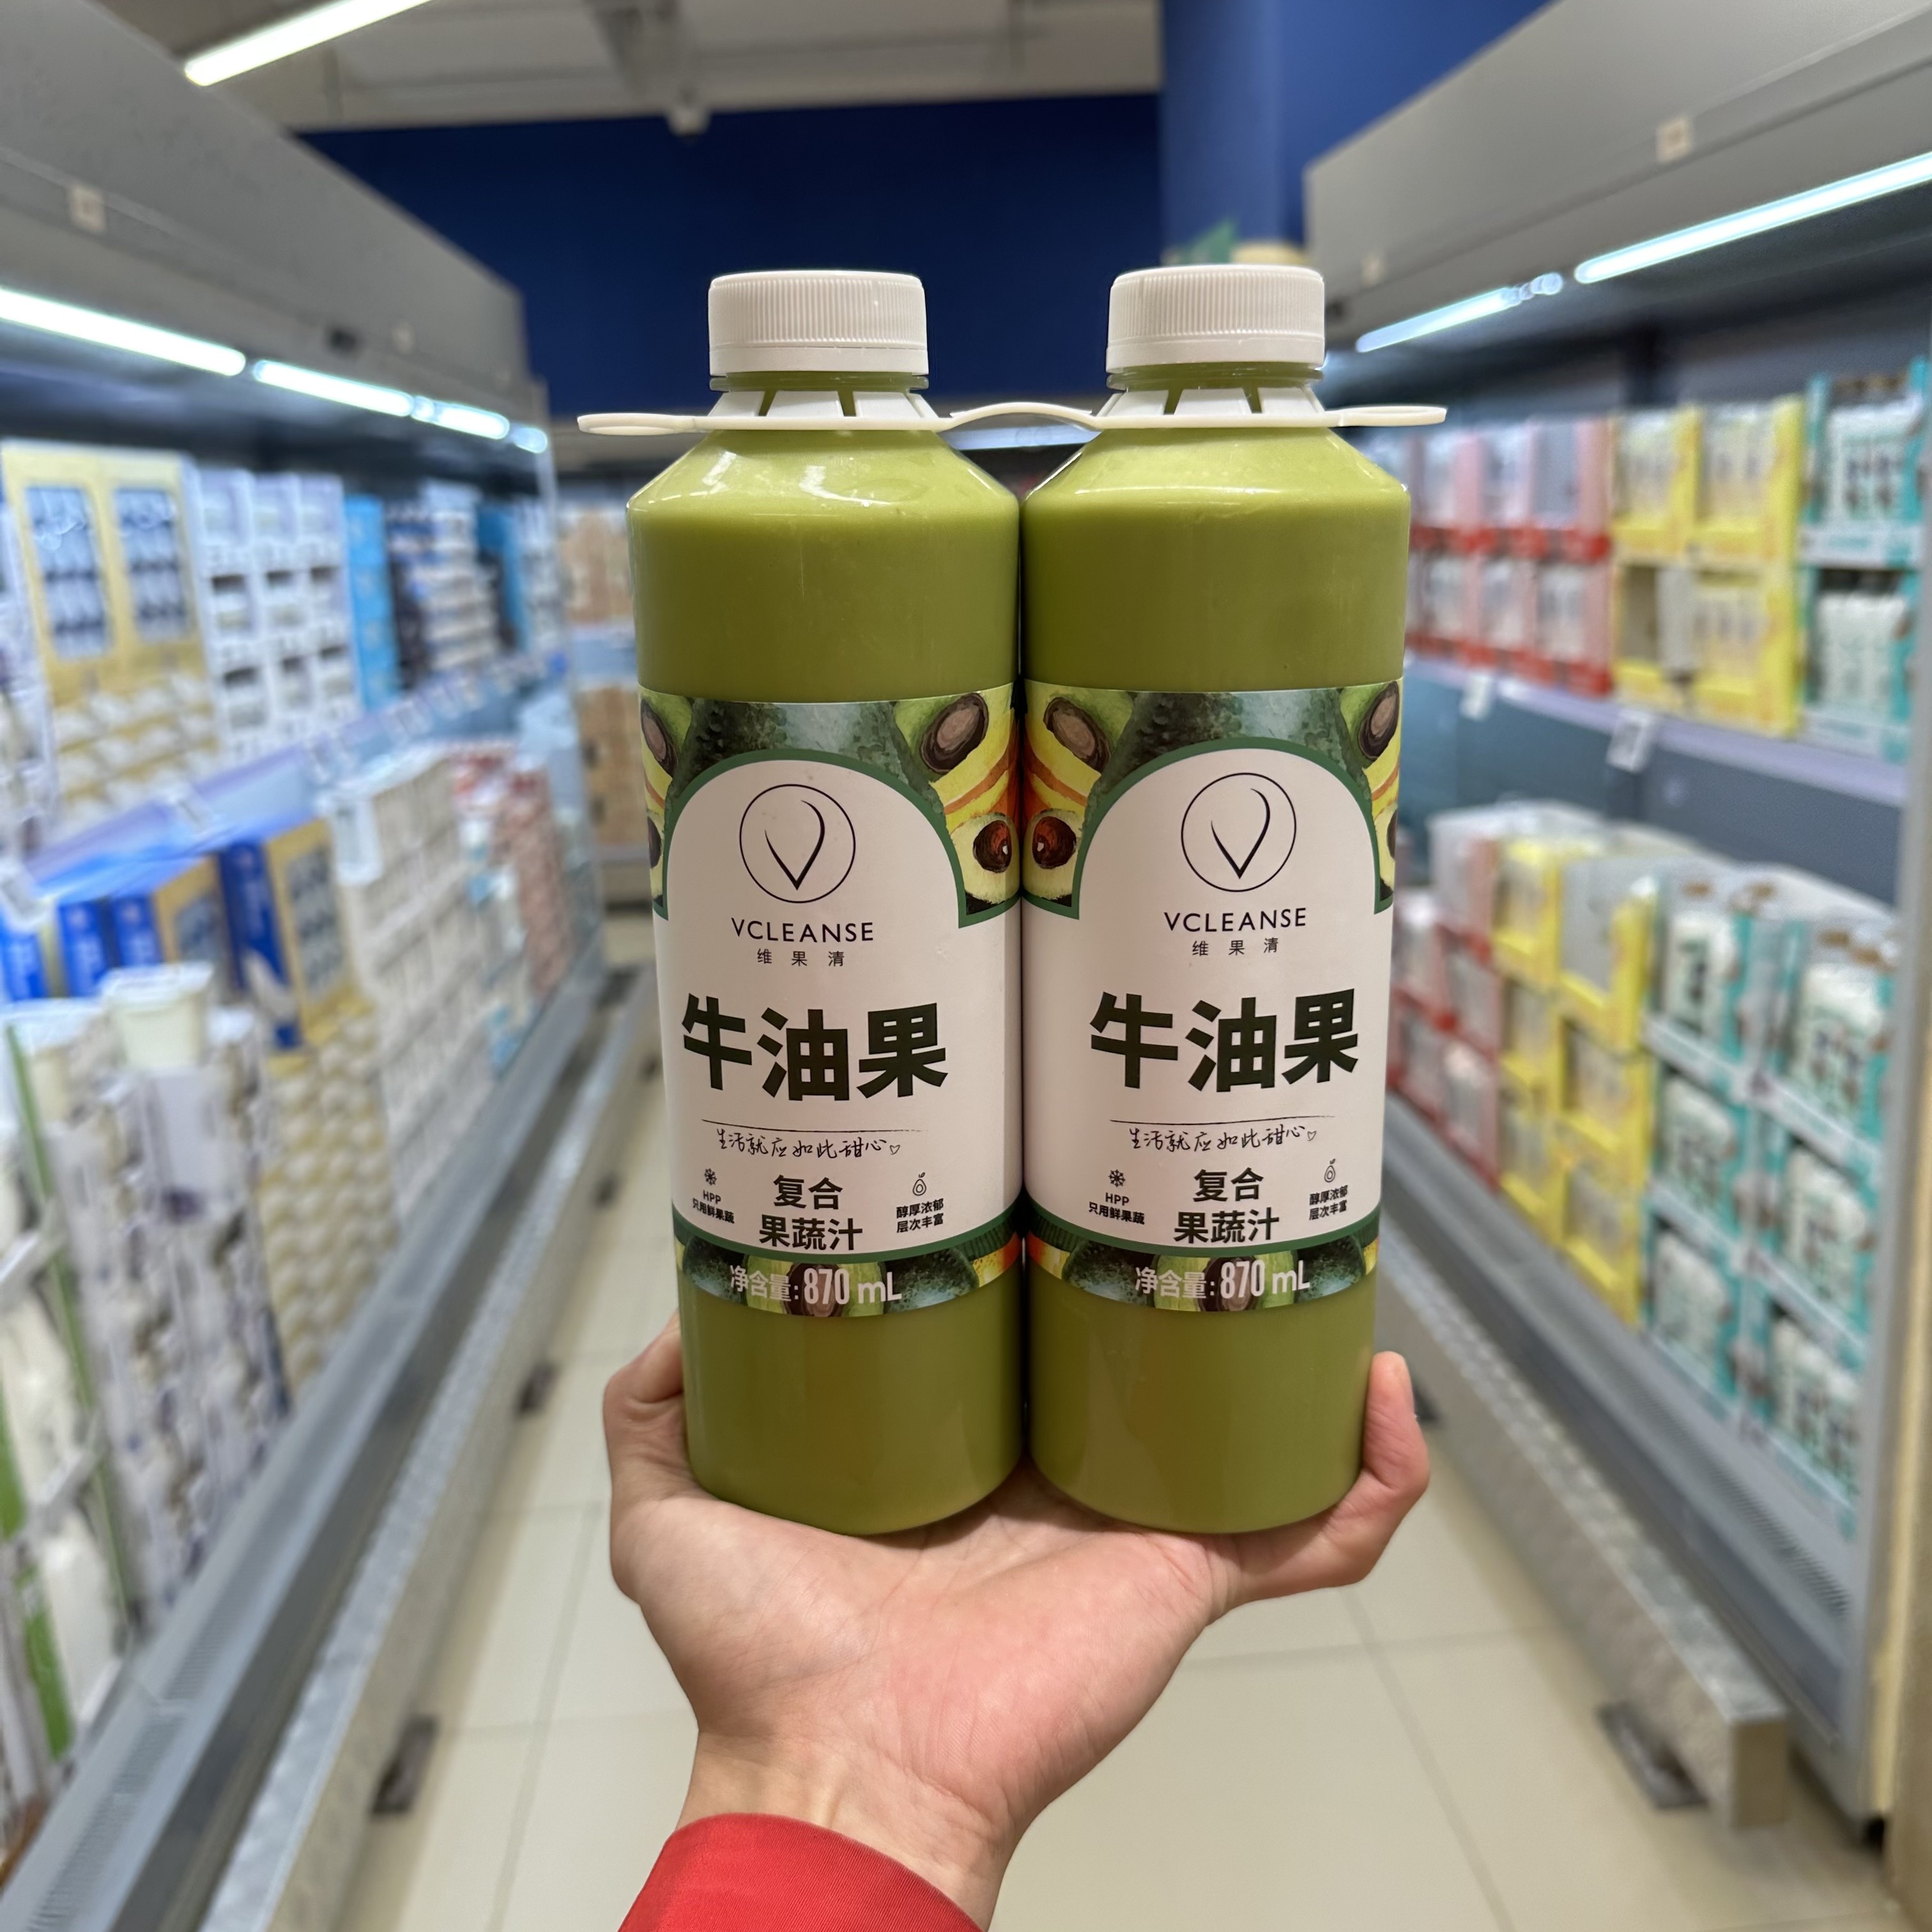 VCLEANSE
维果清
牛油果
生活就应如此甜心
HPP
只用鲜果蔬
复合
果蔬汁
醇厚浓郁
层次丰富
净含量:870 mL
VCLEANSE
维果清
牛油果
生活就应如此甜心
HPP
只用鲜果蔬
复合
果蔬汁
醇厚浓郁
层次丰富
净含量:870 mL